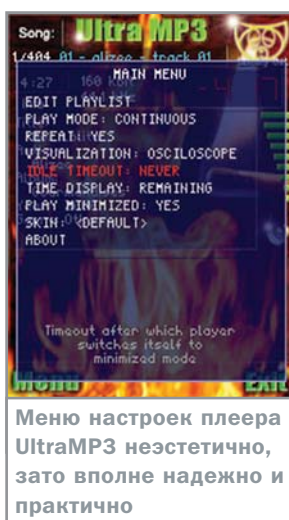 Song: Ultra MP3
1/404 01 - alizee - track 01
4:27 160
MAIN MENU
EDIT PLAYLIST
PLAY MODE: CONTINUOUS
REPEAT: YES
VISUALIZATION: OSCILOSCOPE
IDLE TIMEOUT: NEVER
TIME DISPLAY: REMAINING
PLAY MINIMIZED: YES
SKIN: <DEFAULT>
ABOUT
Timeout after which player
switches itself to
minimized mode
Menu Exit
Меню настроек плеера
UltraMP3 неэстетично,
зато вполне надежно и
практично